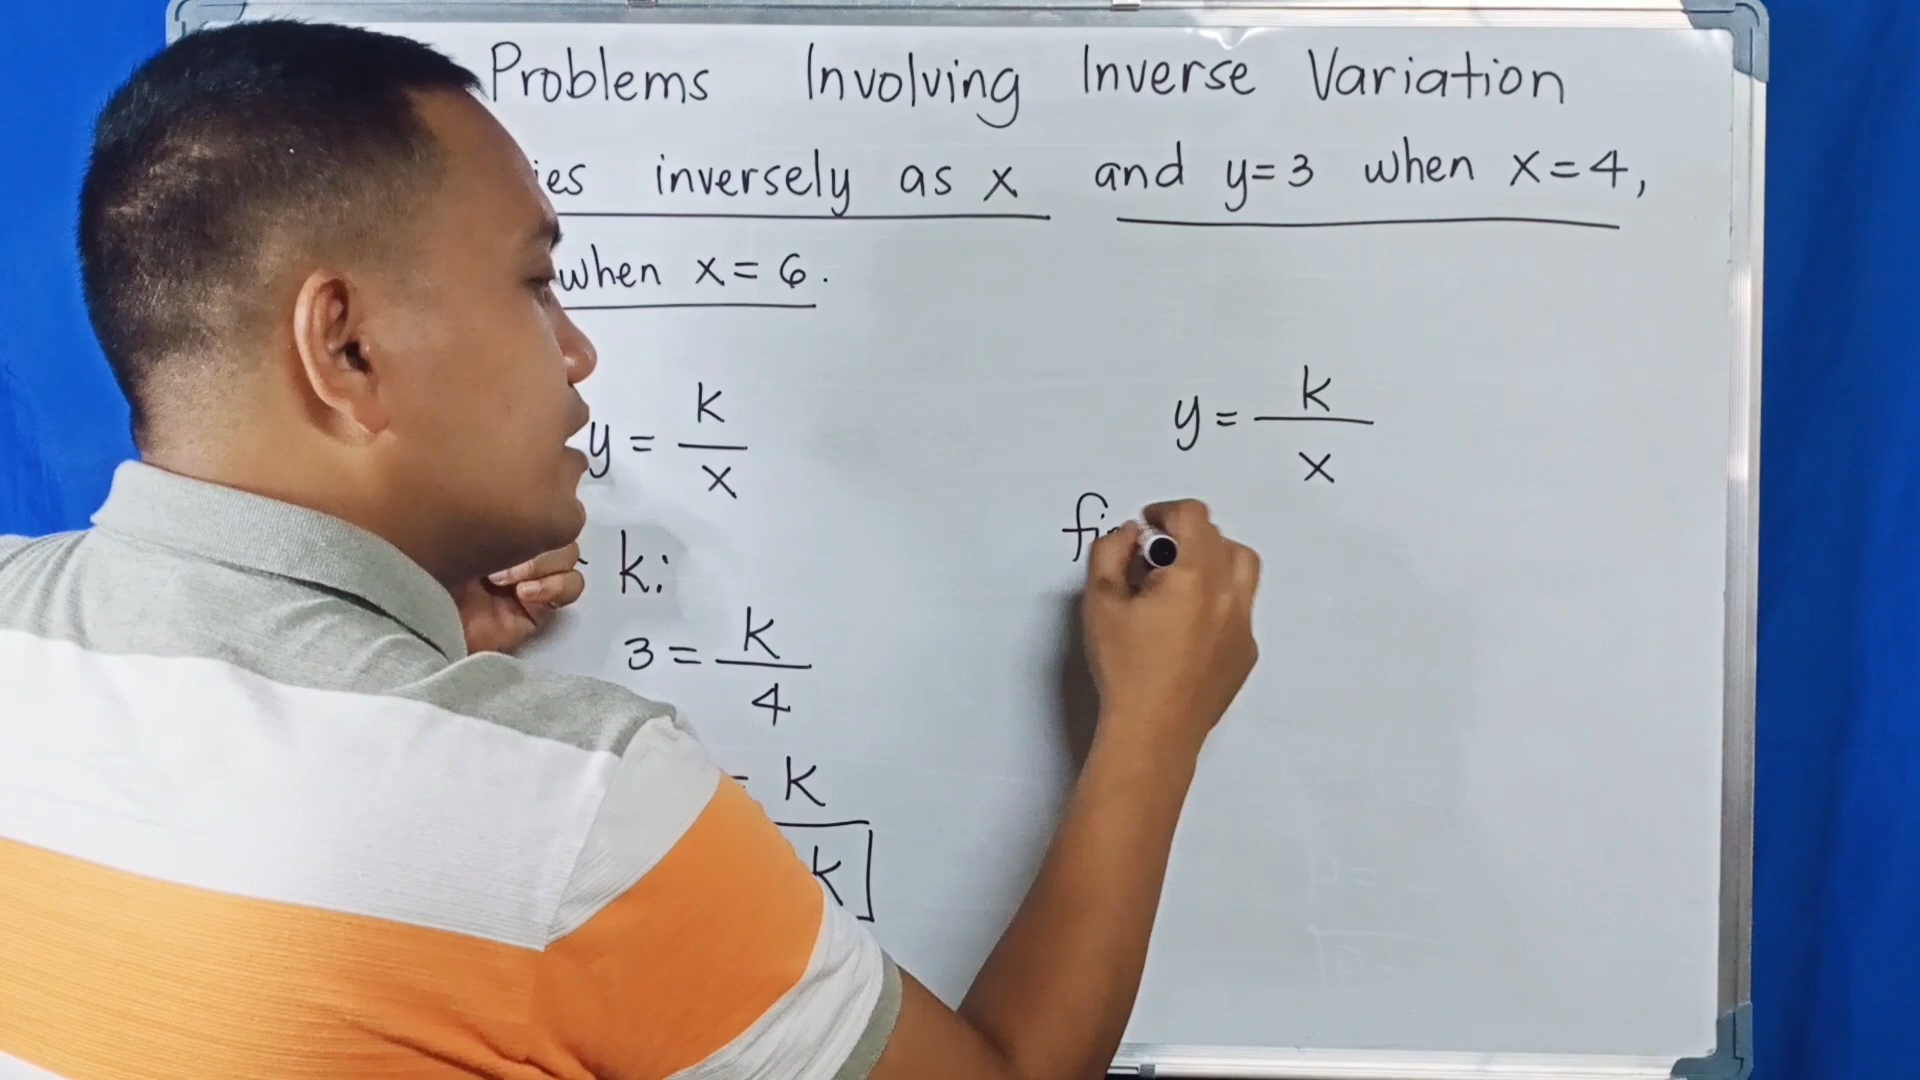 Problems Involving Inverse Variation
ies inversely as x and y=3 when x=4,
when x=6.
y = k/x
k:
3 = k/4
= k
k
y = k/x
fi